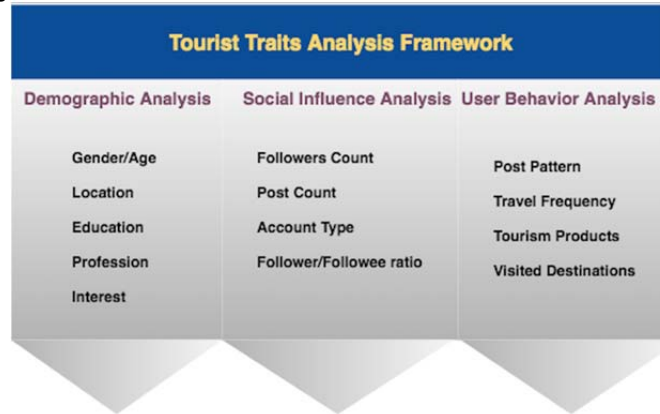 Tourist Traits Analysis Framework
Demographic Analysis
Gender/Age
Location
Education
Profession
Interest
Social Influence Analysis
Followers Count
Post Count
Account Type
Follower/Followee ratio
User Behavior Analysis
Post Pattern
Travel Frequency
Tourism Products
Visited Destinations